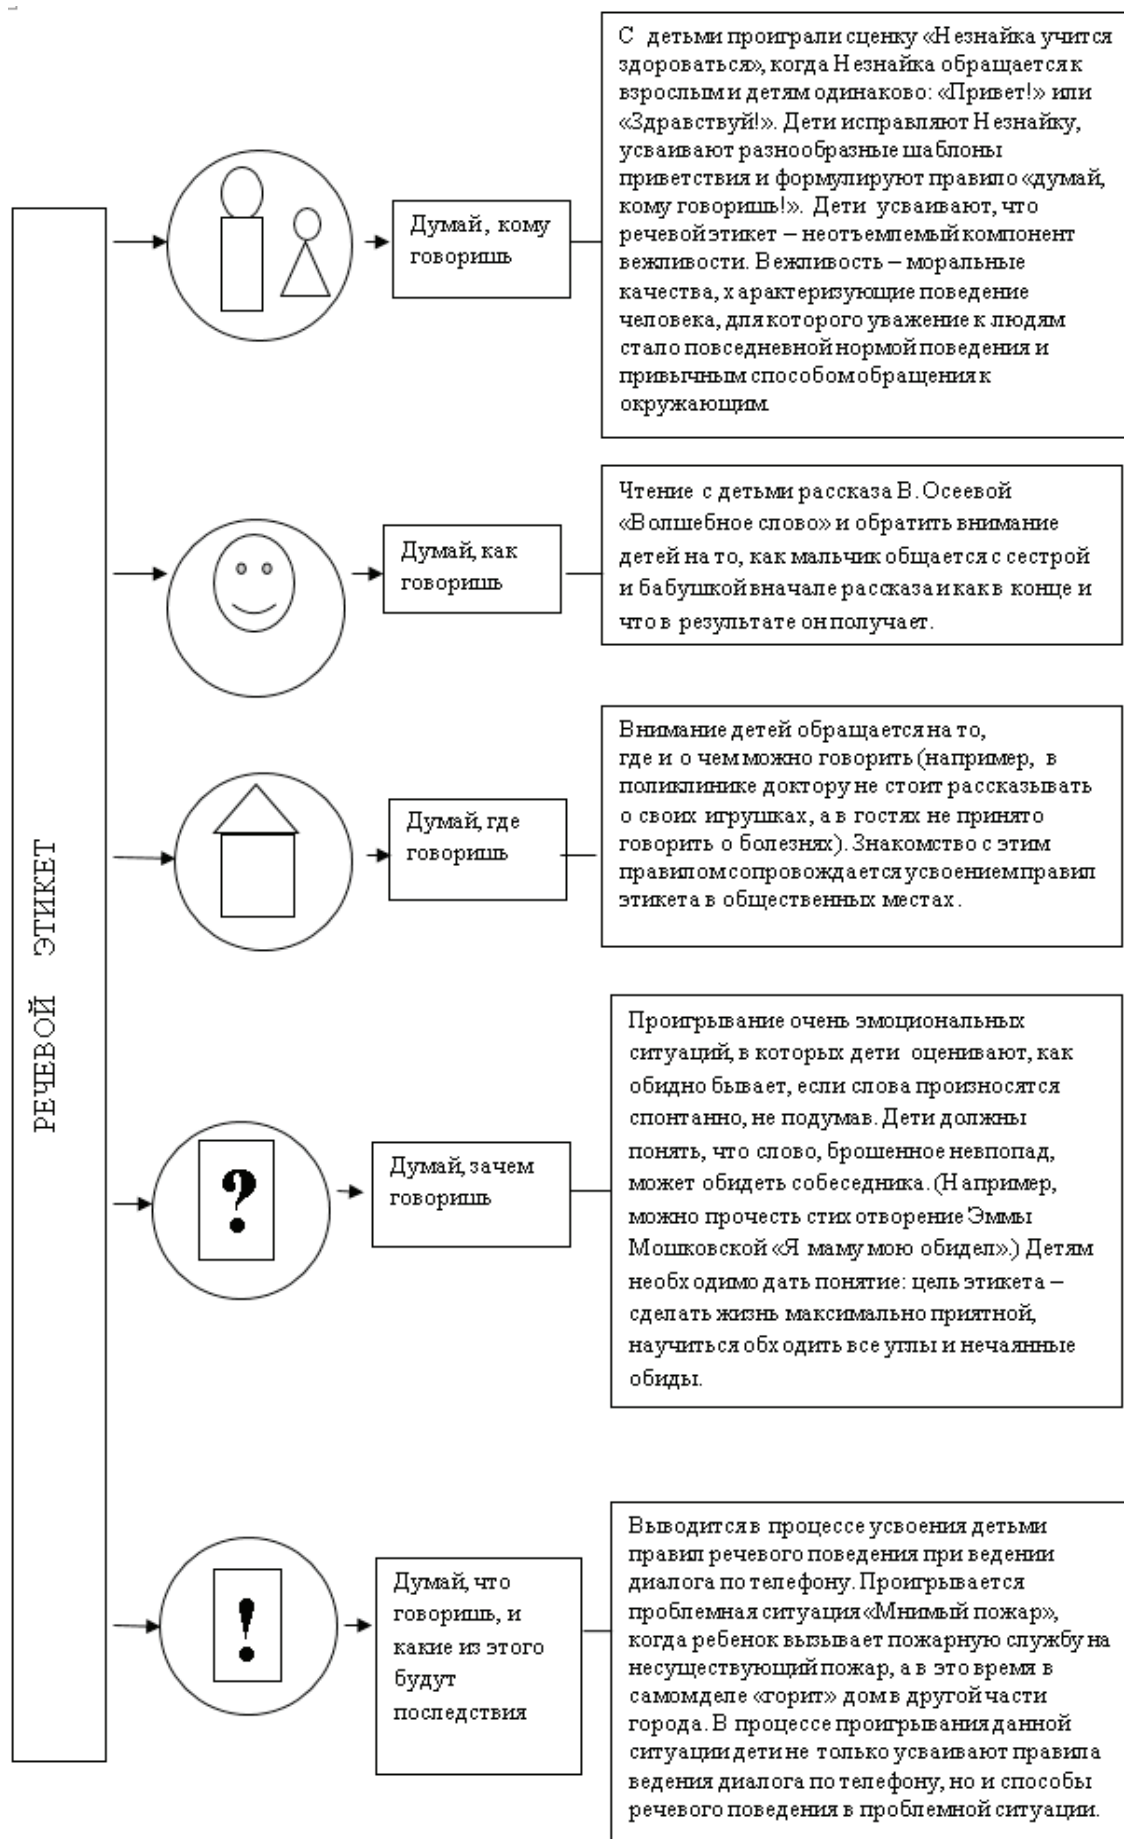 РЕЧЕВОЙ ЭТИКЕТ
Думай, кому
говоришь
С детьми проиграли сценку «Незнайка учится
здороваться», когда Незнайка обращается к
взрослым и детям одинаково: «Привет!» или
«Здравствуй!». Дети исправляют Незнайку,
усваивают разнообразные шаблоны
приветствия и формулируют правило «думай,
кому говоришь!». Дети усваивают, что
речевой этикет – неотъемлемый компонент
вежливости. Вежливость – моральные
качества, характеризующие поведение
человека, для которого уважение к людям
стало повседневной нормой поведения и
привычным способом обращения к
окружающим.
Думай, как
говоришь
Чтение с детьми рассказа В. Осеевой
«Волшебное слово» и обратить внимание
детей на то, как мальчик общается с сестрой
и бабушкой вначале рассказа и как в конце и
что в результате он получает.
Думай, где
говоришь
Внимание детей обращается на то,
где и о чем можно говорить (например, в
поликлинике доктору не стоит рассказывать
о своих игрушках, а в гостях не принято
говорить о болезнях). Знакомство с этим
правилом сопровождается усвоением правил
этикета в общественных местах.
?
Думай, зачем
говоришь
Проигрывание очень эмоциональных
ситуаций, в которых дети оценивают, как
обидно бывает, если слова произносятся
спонтанно, не подумав. Дети должны
понять, что слово, брошенное невпопад,
может обидеть собеседника. (Например,
можно прочесть стихотворение Эммы
Мошковской «Я маму мою обидел».) Детям
необходимо дать понятие: цель этикета –
сделать жизнь максимально приятной,
научиться обходить все углы и нечаянные
обиды.
!
Думай, что
говоришь, и
какие из этого
будут
последствия
Выводится в процессе усвоения детьми
правил речевого поведения при ведении
диалога по телефону. Проигрывается
проблемная ситуация «Мнимый пожар»,
когда ребенок вызывает пожарную службу на
несуществующий пожар, а в это время в
самом деле «горит» дом в другой части
города. В процессе проигрывания данной
ситуации дети не только усваивают правила
ведения диалога по телефону, но и способы
речевого поведения в проблемной ситуации.